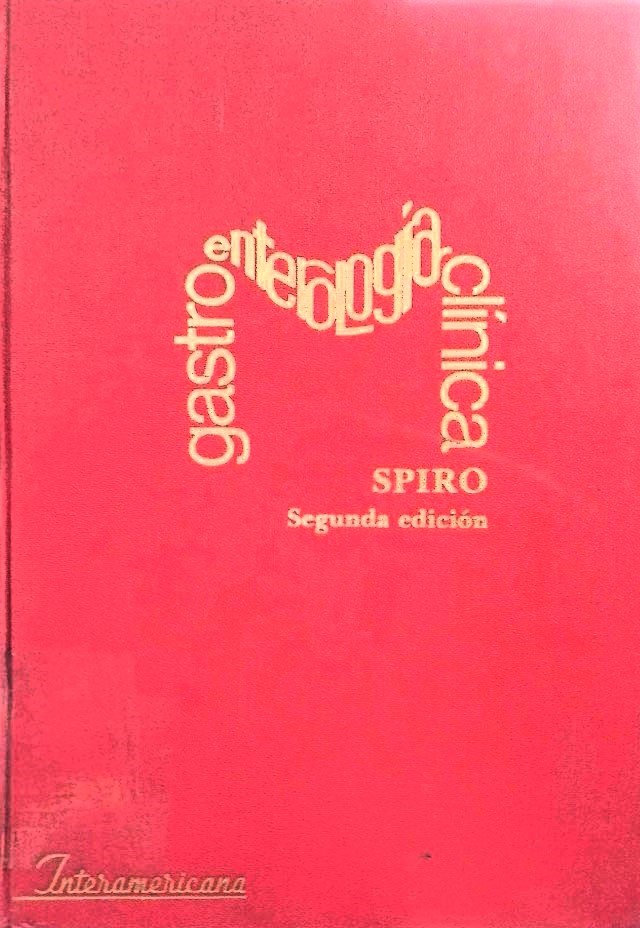 gastroenterología clínica
SPIRO
Segunda edición
Interamericana